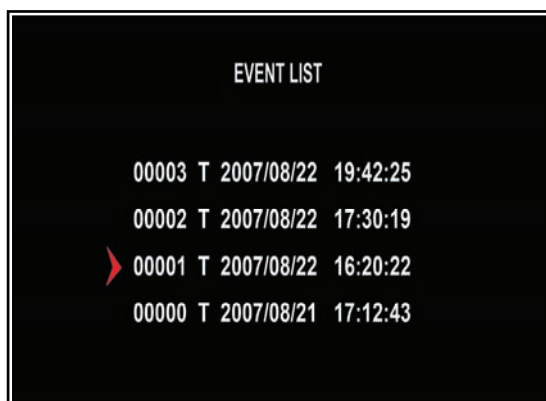 EVENT LIST
00003 T 2007/08/22 19:42:25
00002 T 2007/08/22 17:30:19
00001 T 2007/08/22 16:20:22
00000 T 2007/08/21 17:12:43